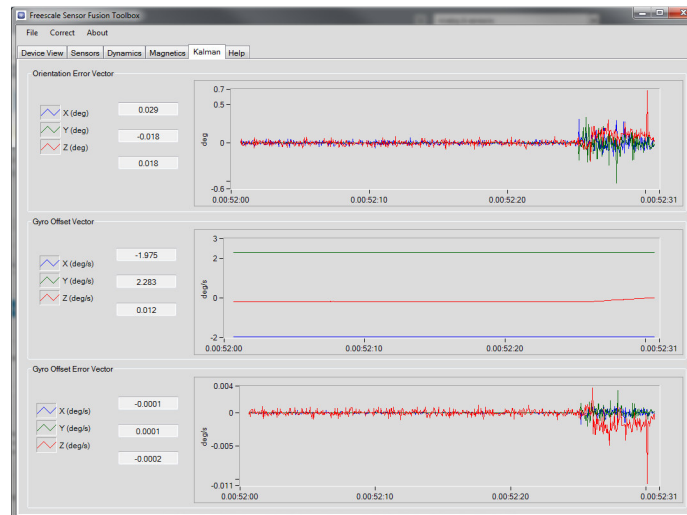 Freescale Sensor Fusion Toolbox
File Correct About
Device View Sensors Dynamics Magnetics Kalman Help
Orientation Error Vector
X (deg) 0.029
Y (deg) -0.018
Z (deg) 0.018
deg
0.7
0.5
0
-0.6
0.00:52:00 0.00:52:10 0.00:52:20 0.00:52:31
Gyro Offset Vector
X (deg/s) -1.975
Y (deg/s) 2.283
Z (deg/s) 0.012
deg/s
3
2
0
-2
0.00:52:00 0.00:52:10 0.00:52:20 0.00:52:31
Gyro Offset Error Vector
X (deg/s) -0.0001
Y (deg/s) 0.0001
Z (deg/s) -0.0002
deg/s
0.004
0
-0.005
-0.011
0.00:52:00 0.00:52:10 0.00:52:20 0.00:52:31